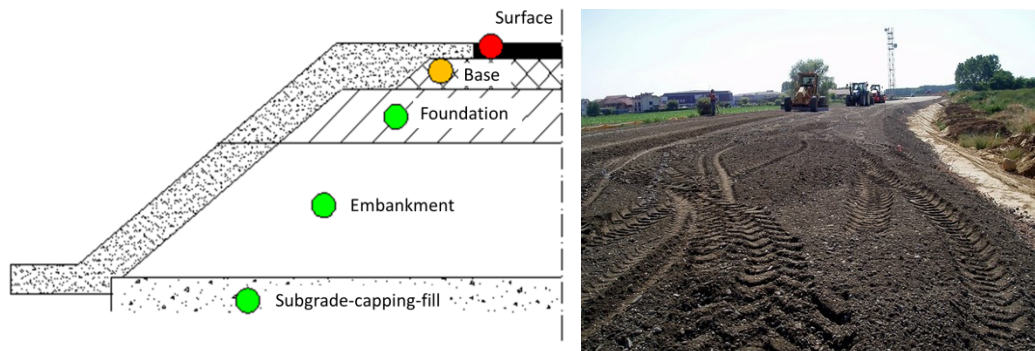 Surface
Base
Foundation
Embankment
Subgrade-capping-fill